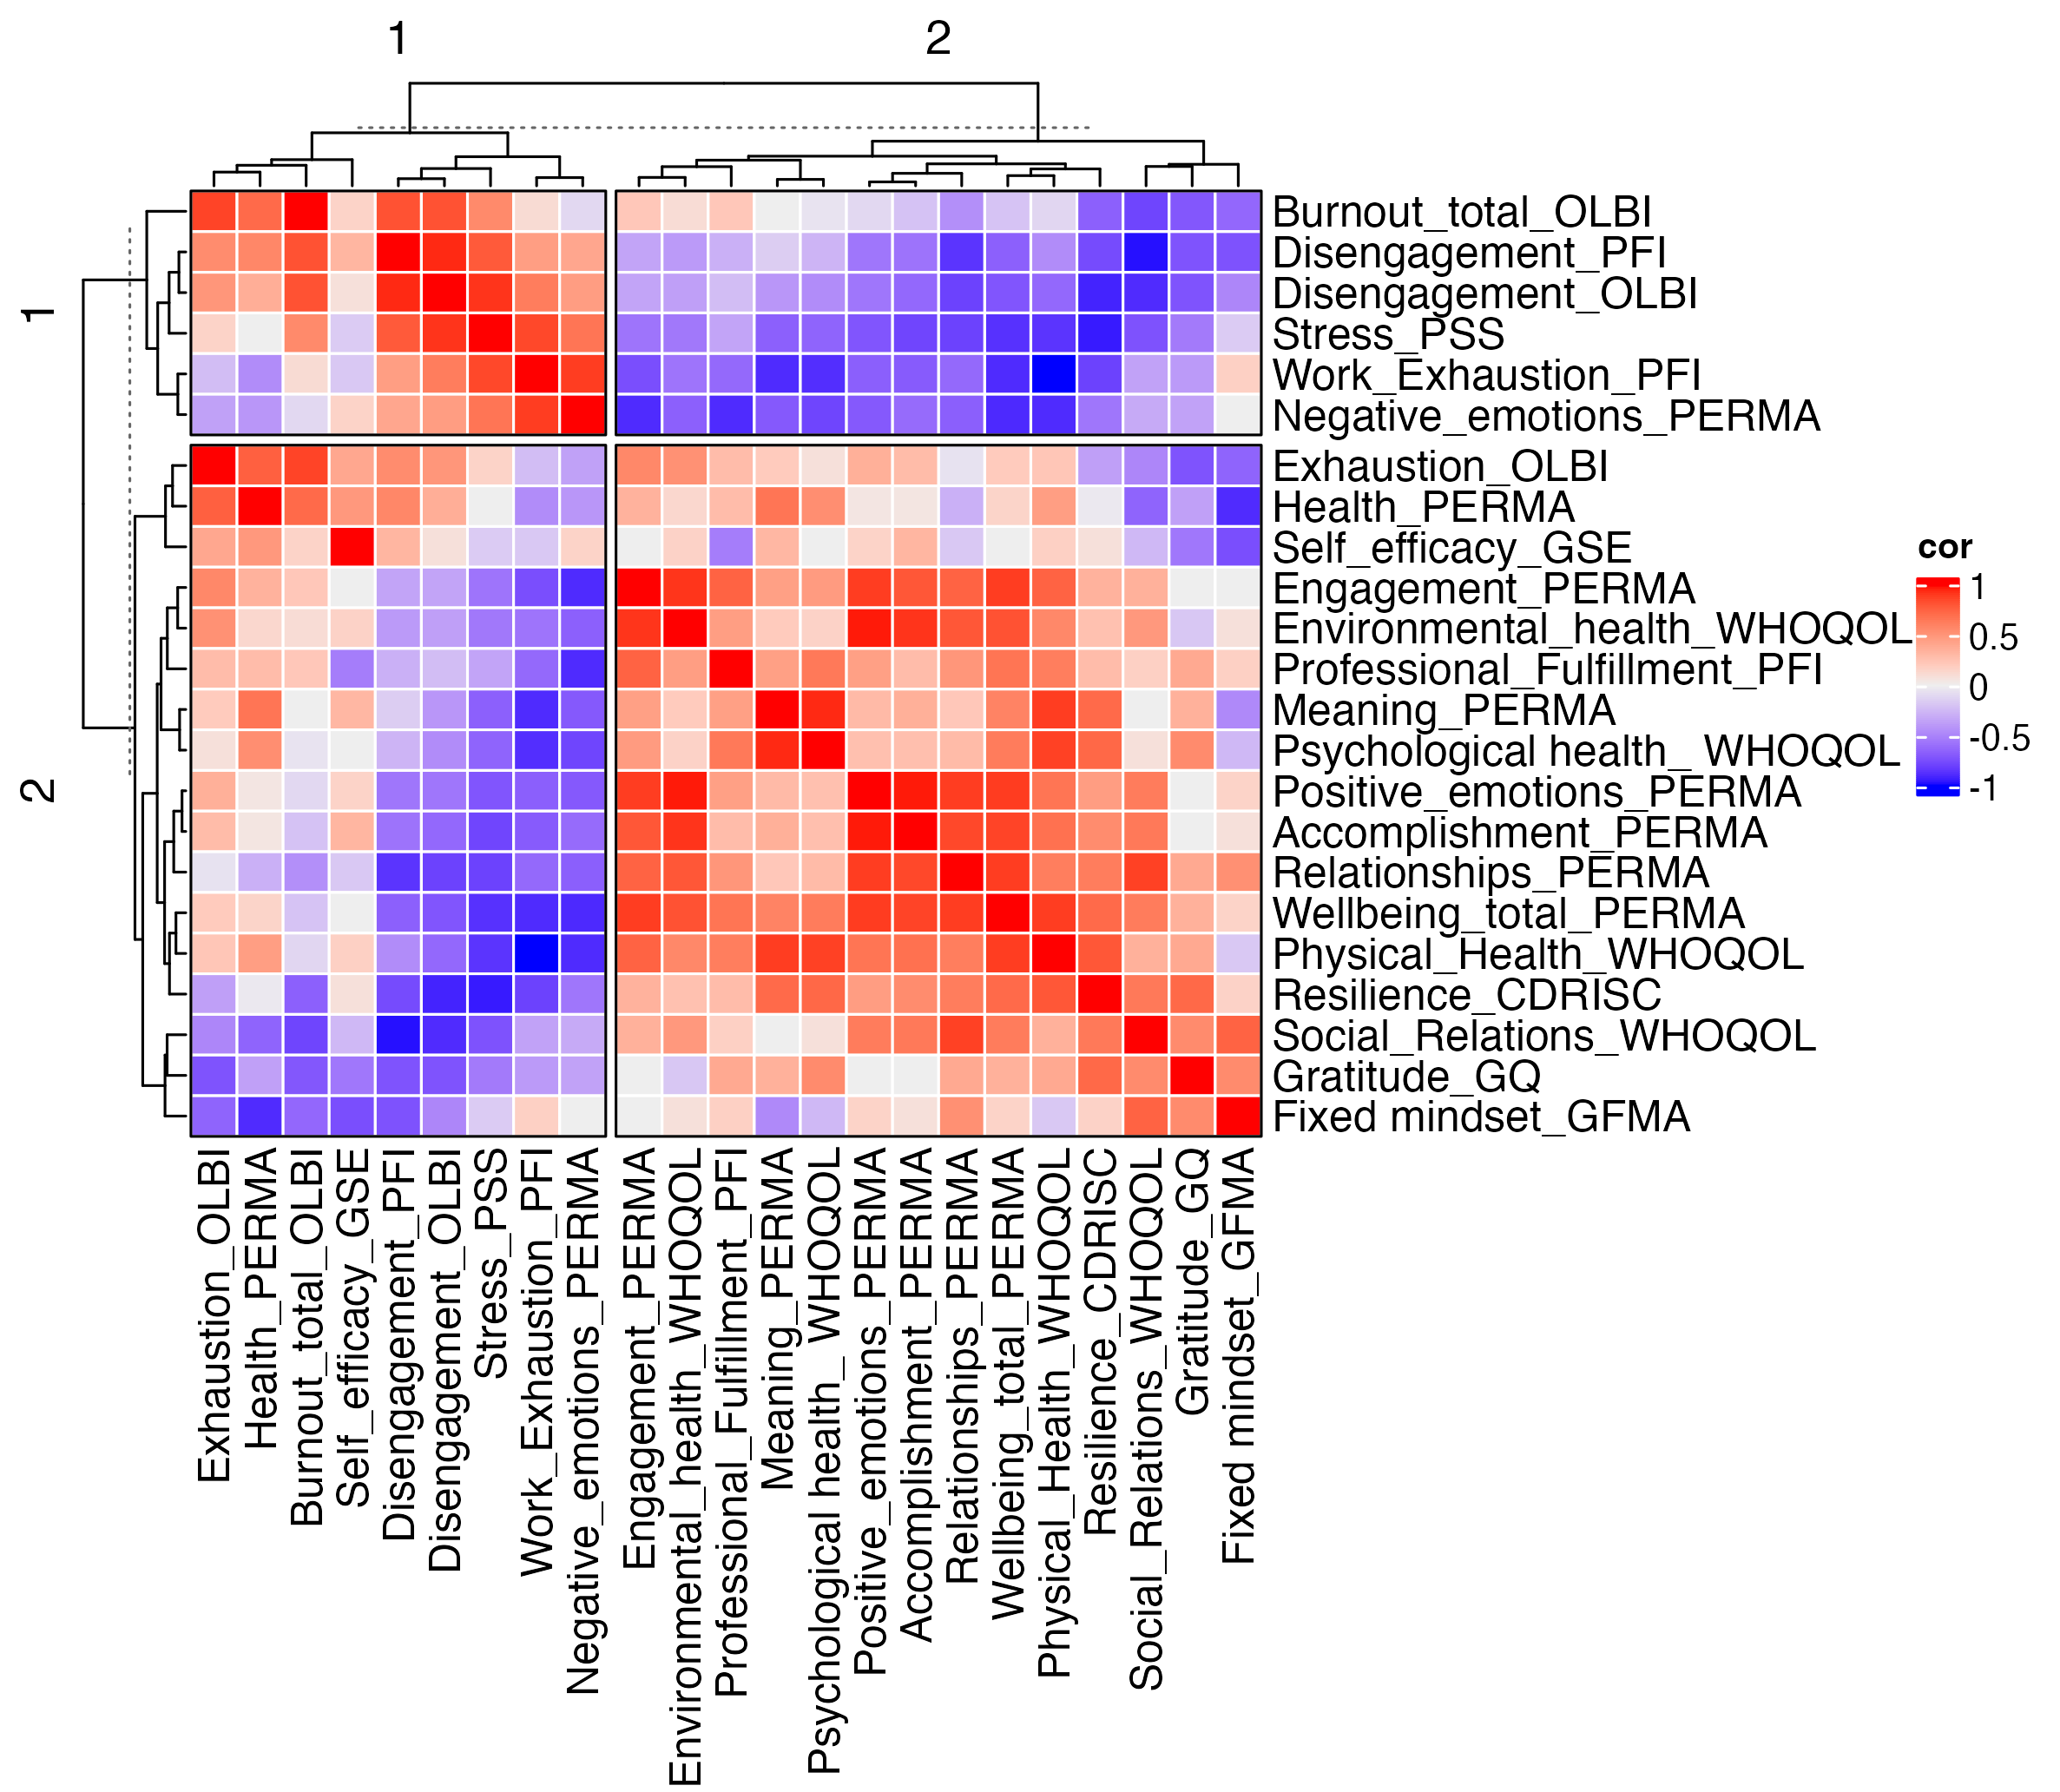 1
2
1
2
Burnout_total_OLBI
Disengagement_PFI
Disengagement_OLBI
Stress_PSS
Work_Exhaustion_PFI
Negative_emotions_PERMA
Exhaustion_OLBI
Health_PERMA
Self_efficacy_GSE
Engagement_PERMA
Environmental_health_WHOQOL
Professional_Fulfillment_PFI
Meaning_PERMA
Psychological health_ WHOQOL
Positive_emotions_PERMA
Accomplishment_PERMA
Relationships_PERMA
Wellbeing_total_PERMA
Physical_Health_WHOQOL
Resilience_CDRISC
Social_Relations_WHOQOL
Gratitude_GQ
Fixed mindset_GFMA
cor
1
0.5
0
-0.5
-1
Exhaustion_OLBI
Health_PERMA
Burnout_total_OLBI
Self_efficacy_GSE
Disengagement_PFI
Disengagement_OLBI
Stress_PSS
Work_Exhaustion_PFI
Negative_emotions_PERMA
Engagement_PERMA
Environmental_health_WHOQOL
Professional_Fulfillment_PFI
Meaning_PERMA
Psychological health_ WHOQOL
Positive_emotions_PERMA
Accomplishment_PERMA
Relationships_PERMA
Wellbeing_total_PERMA
Physical_Health_WHOQOL
Resilience_CDRISC
Social_Relations_WHOQOL
Gratitude_GQ
Fixed mindset_GFMA